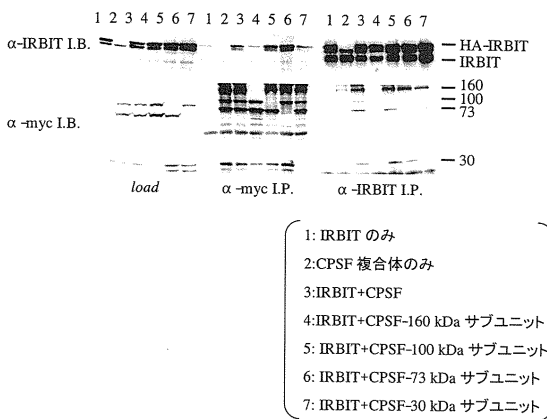 1 2 3 4 5 6 7 1 2 3 4 5 6 7 1 2 3 4 5 6 7
α-IRBIT I.B.
HA-IRBIT
IRBIT
160
100
73
α -myc I.B.
30
load α -myc I.P. α -IRBIT I.P.
1: IRBIT のみ
2:CPSF 複合体のみ
3:IRBIT+CPSF
4:IRBIT+CPSF-160 kDa サブユニット
5: IRBIT+CPSF-100 kDa サブユニット
6: IRBIT+CPSF-73 kDa サブユニット
7: IRBIT+CPSF-30 kDa サブユニット